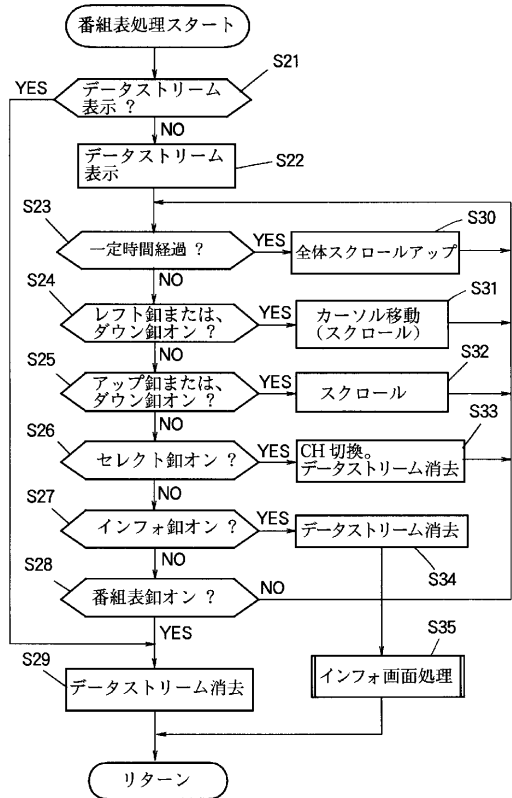 番組表処理スタート
S21
YES
データストリーム
表示 ?
NO
データストリーム
表示
S22
S23
一定時間経過 ?
YES
全体スクロールアップ
S30
NO
S24
レフト釦または、
ダウン釦オン ?
YES
カーソル移動
(スクロール)
S31
NO
S25
アップ釦または、
ダウン釦オン ?
YES
スクロール
S32
NO
S26
セレクト釦オン ?
YES
CH 切換。
データストリーム消去
S33
NO
S27
インフォ釦オン ?
YES
データストリーム消去
S34
NO
S28
番組表釦オン ?
NO
YES
S29
データストリーム消去
S35
インフォ画面処理
リターン